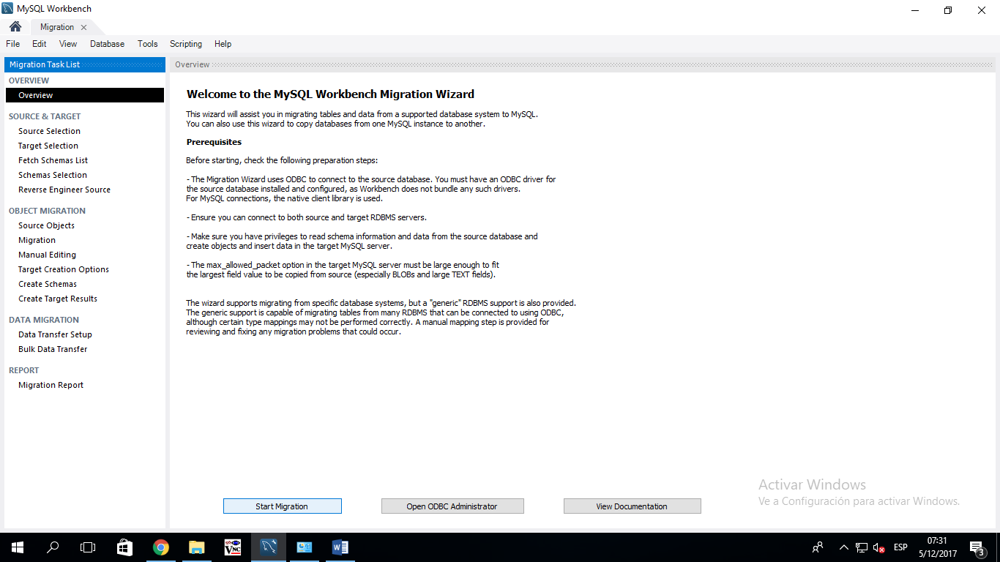 MySQL Workbench
Migration
File Edit View Database Tools Scripting Help
Migration Task List
OVERVIEW
Overview
SOURCE & TARGET
Source Selection
Target Selection
Fetch Schemas List
Schemas Selection
Reverse Engineer Source
OBJECT MIGRATION
Source Objects
Migration
Manual Editing
Target Creation Options
Create Schemas
Create Target Results
DATA MIGRATION
Data Transfer Setup
Bulk Data Transfer
REPORT
Migration Report
Overview
Welcome to the MySQL Workbench Migration Wizard
This wizard will assist you in migrating tables and data from a supported database system to MySQL.
You can also use this wizard to copy databases from one MySQL instance to another.
Prerequisites
Before starting, check the following preparation steps:
- The Migration Wizard uses ODBC to connect to the source database. You must have an ODBC driver for
the source database installed and configured, as Workbench does not bundle any such drivers.
For MySQL connections, the native client library is used.
- Ensure you can connect to both source and target RDBMS servers.
- Make sure you have privileges to read schema information and data from the source database and
create objects and insert data in the target MySQL server.
- The max_allowed_packet option in the target MySQL server must be large enough to fit
the largest field value to be copied from source (especially BLOBs and large TEXT fields).
The wizard supports migrating from specific database systems, but a "generic" RDBMS support is also provided.
The generic support is capable of migrating tables from many RDBMS that can be connected to using ODBC,
although certain type mappings may not be performed correctly. A manual mapping step is provided for
reviewing and fixing any migration problems that could occur.
Start Migration
Open ODBC Administrator
View Documentation
Activar Windows
Ve a Configuración para activar Windows.
VNC
ESP
07:31
5/12/2017
3